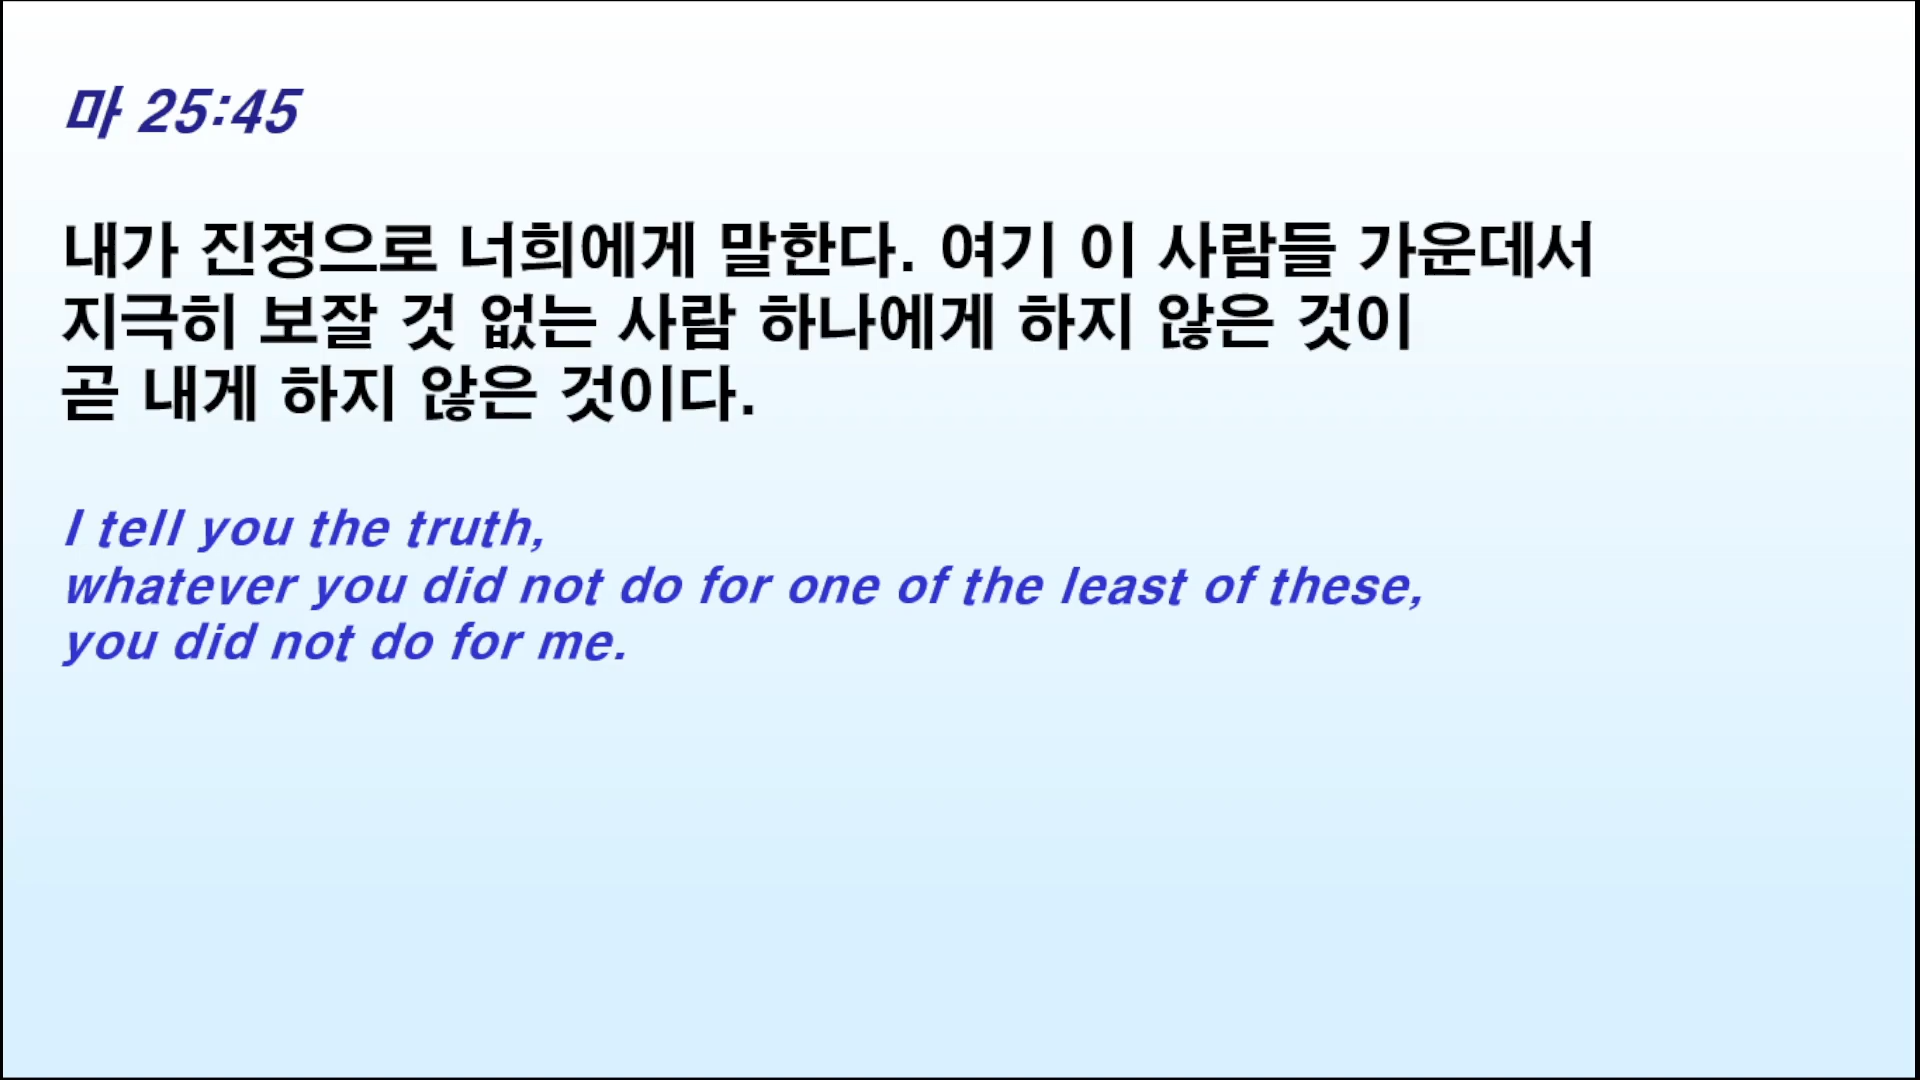 마 25:45
내가 진정으로 너희에게 말한다. 여기 이 사람들 가운데서
지극히 보잘 것 없는 사람 하나에게 하지 않은 것이
곧 내게 하지 않은 것이다.
I tell you the truth,
whatever you did not do for one of the least of these,
you did not do for me.